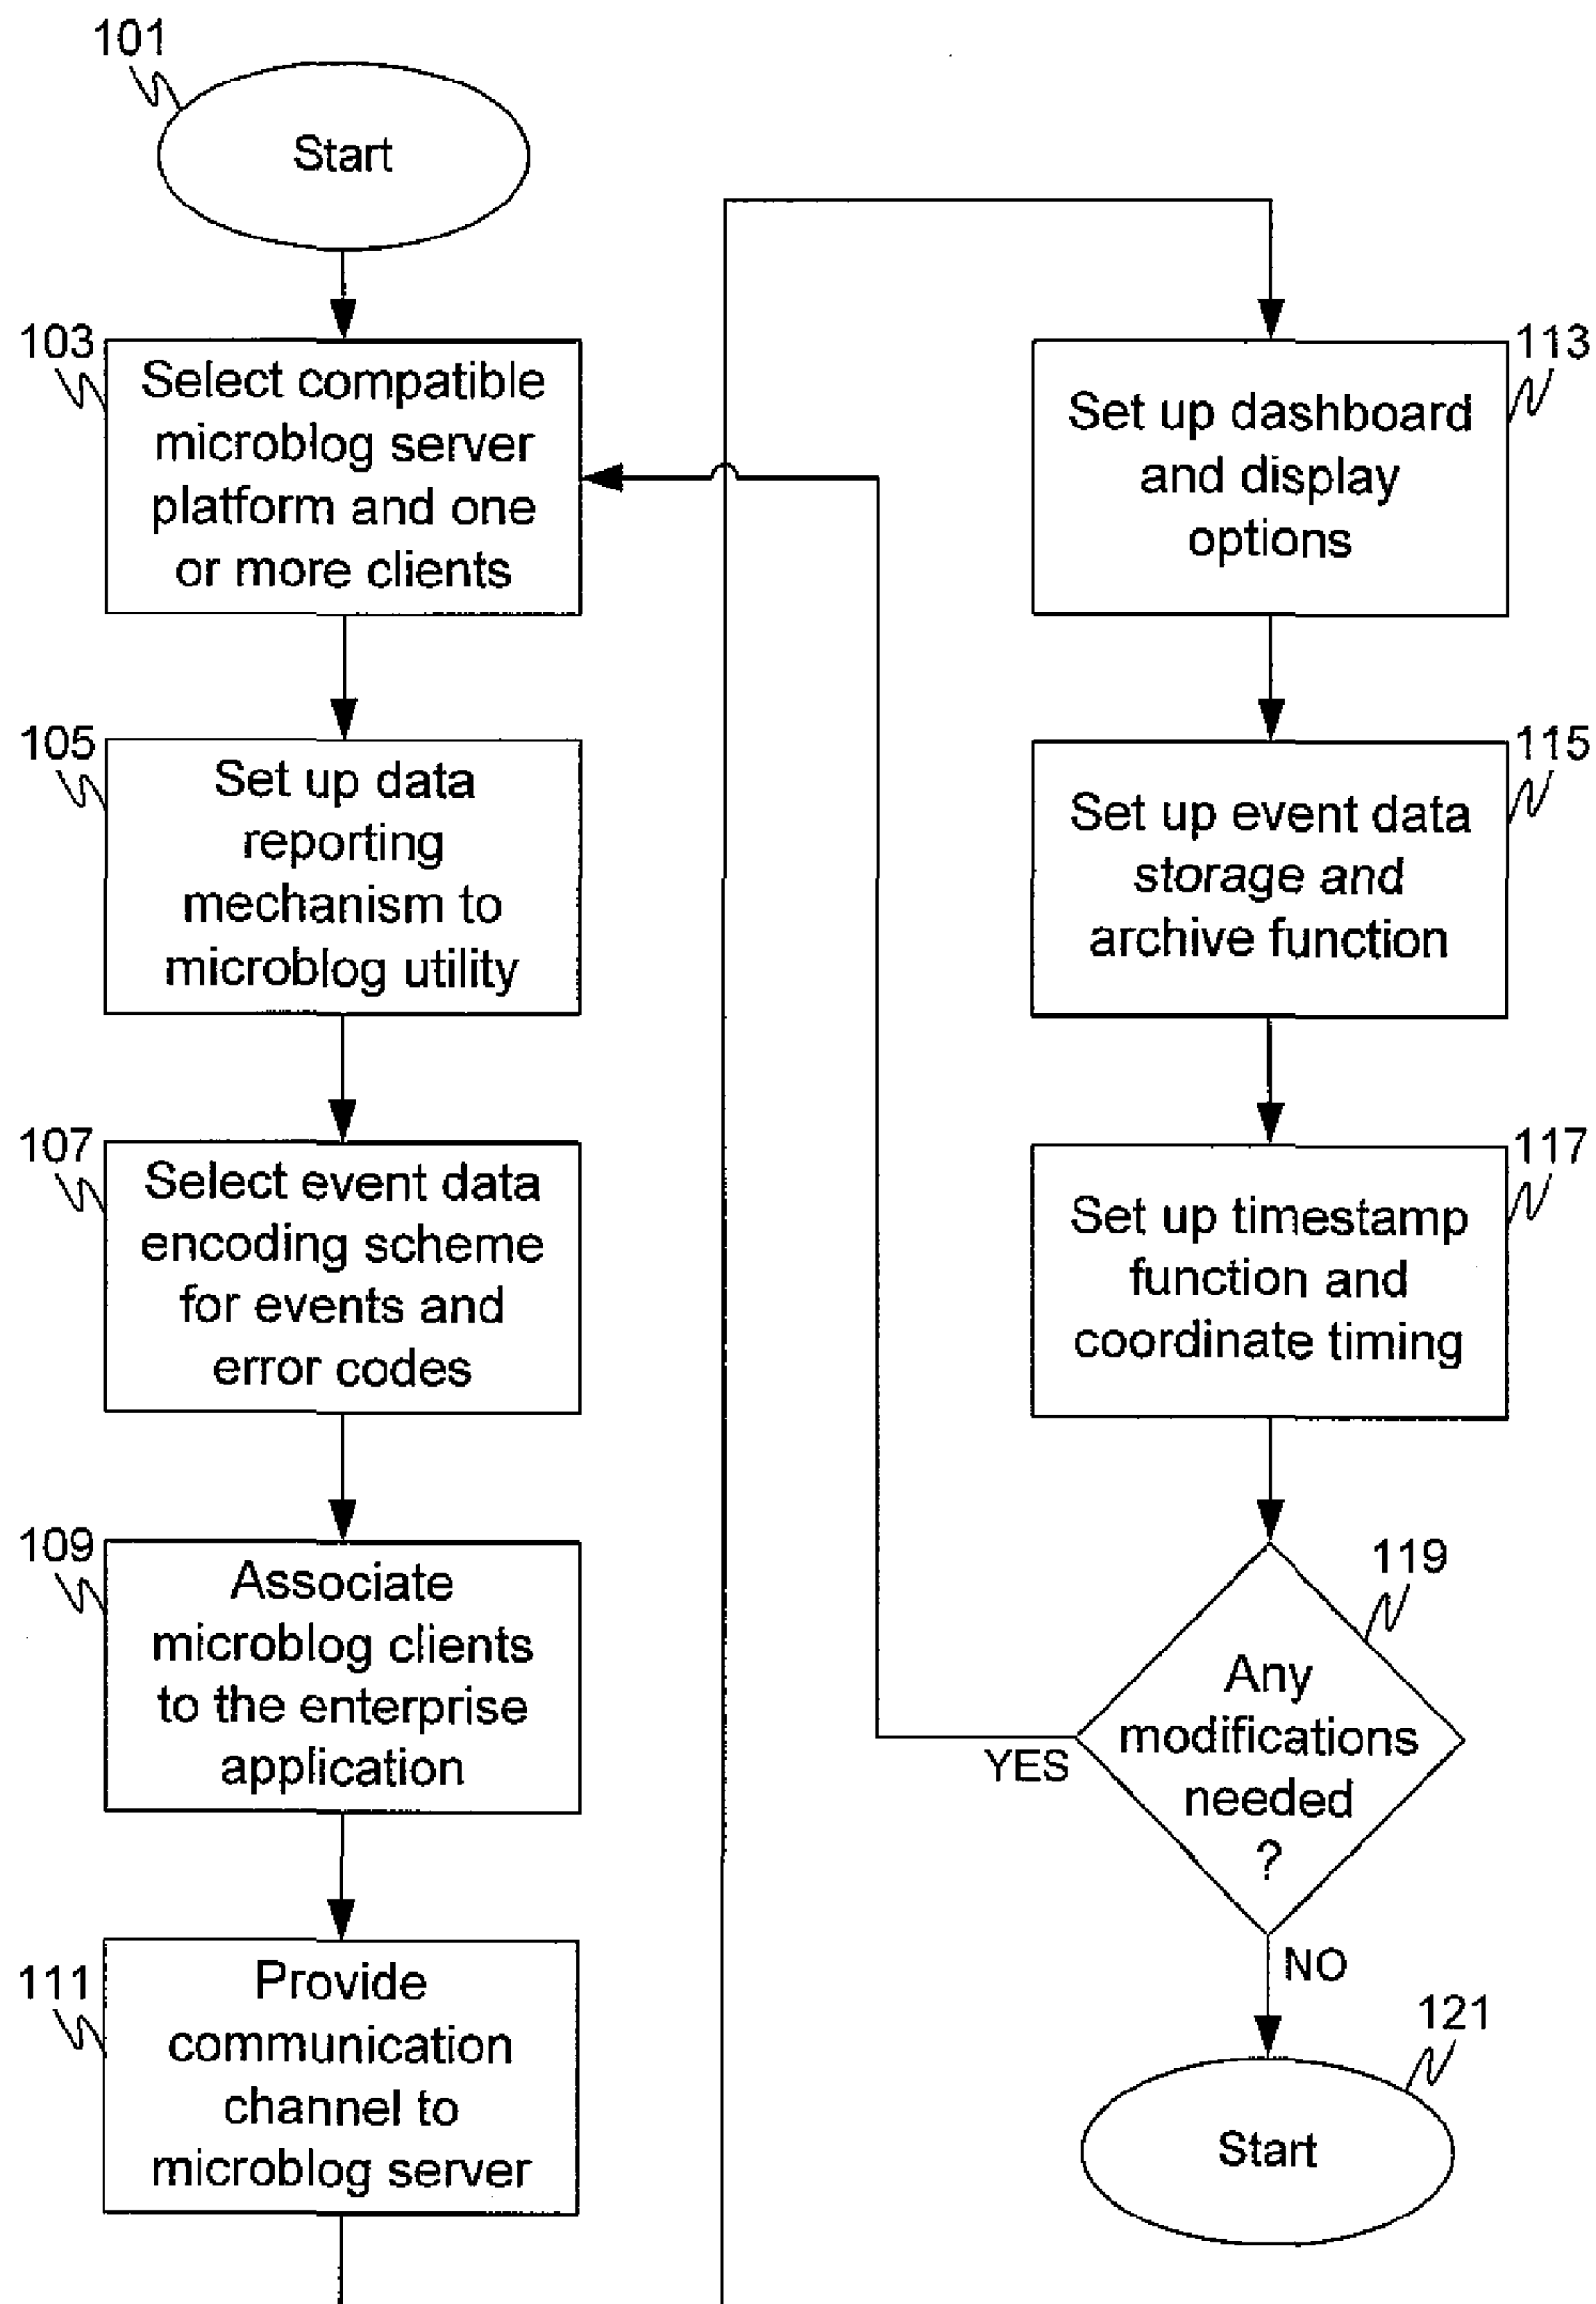 101
Start
103
Select compatible
microblog server
platform and one
or more clients
105
Set up data
reporting
mechanism to
microblog utility
107
Select event data
encoding scheme
for events and
error codes
109
Associate
microblog clients
to the enterprise
application
111
Provide
communication
channel to
microblog server
113
Set up dashboard
and display
options
115
Set up event data
storage and
archive function
117
Set up timestamp
function and
coordinate timing
119
Any
modifications
needed
?
YES
NO
121
Start